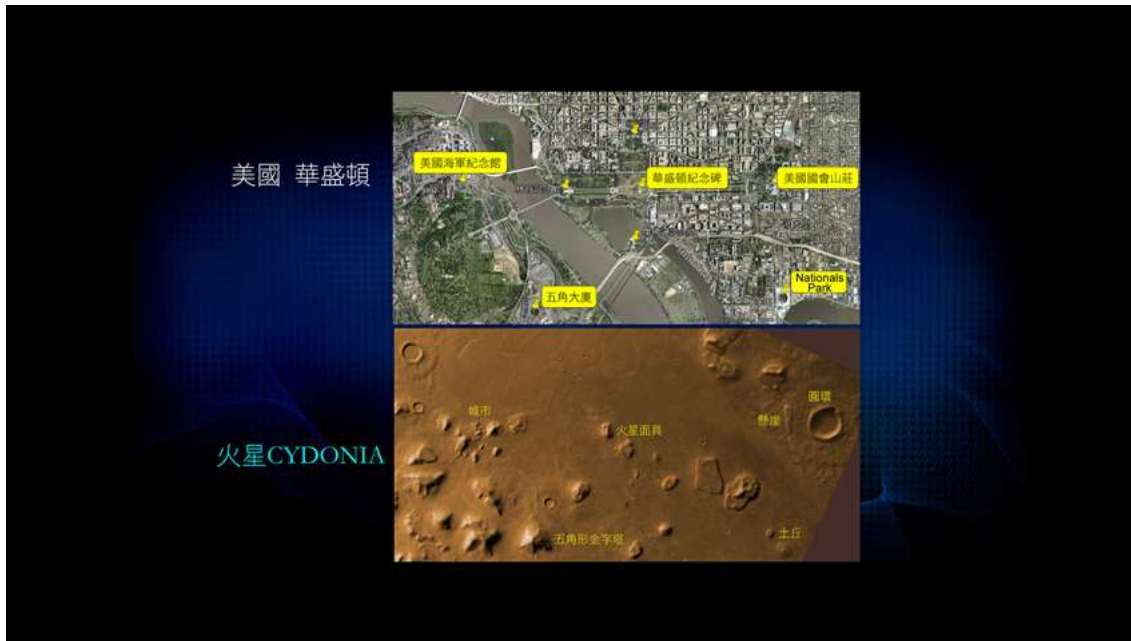 美國 華盛頓
美國海軍紀念館
華盛頓紀念碑
美國國會山莊
五角大厦
Nationals
Park
火星CYDONIA
城市
火星面具
懸崖
圓環
五角形金字塔
土丘